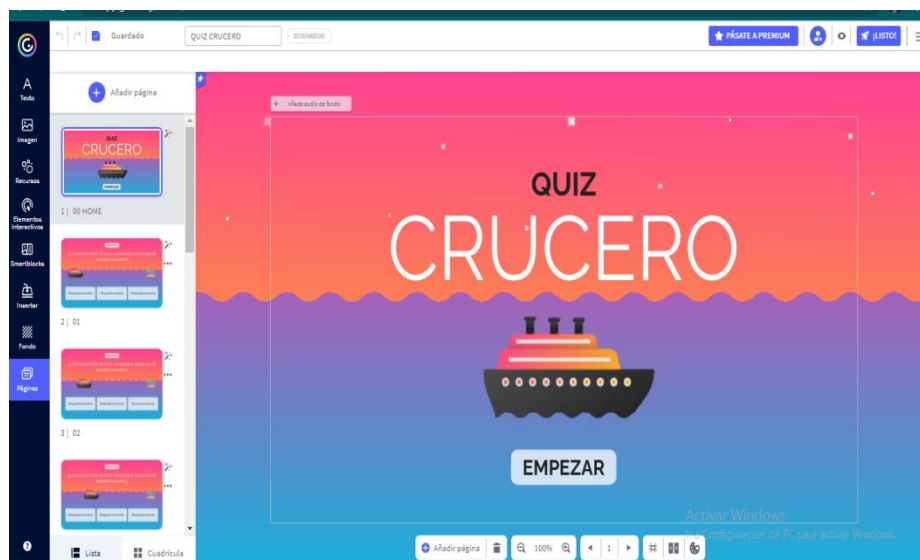 Guardado
QUIZ CRUCERO
BORRADOR
PÁSATE A PREMIUM
¡LISTO!
Texto
Imagen
Recursos
Elementos
interactivos
Smartblocks
Insertar
Fondo
Páginas
Añadir página
QUIZ
CRUCERO
EMPEZAR
1 | 00 HOME
2 | 01
3 | 02
Lista
Cuadrícula
Añade audio de fondo
QUIZ
CRUCERO
EMPEZAR
Activar Windows
Configuración de PC para activar Windows.
Añadir página
100%
1